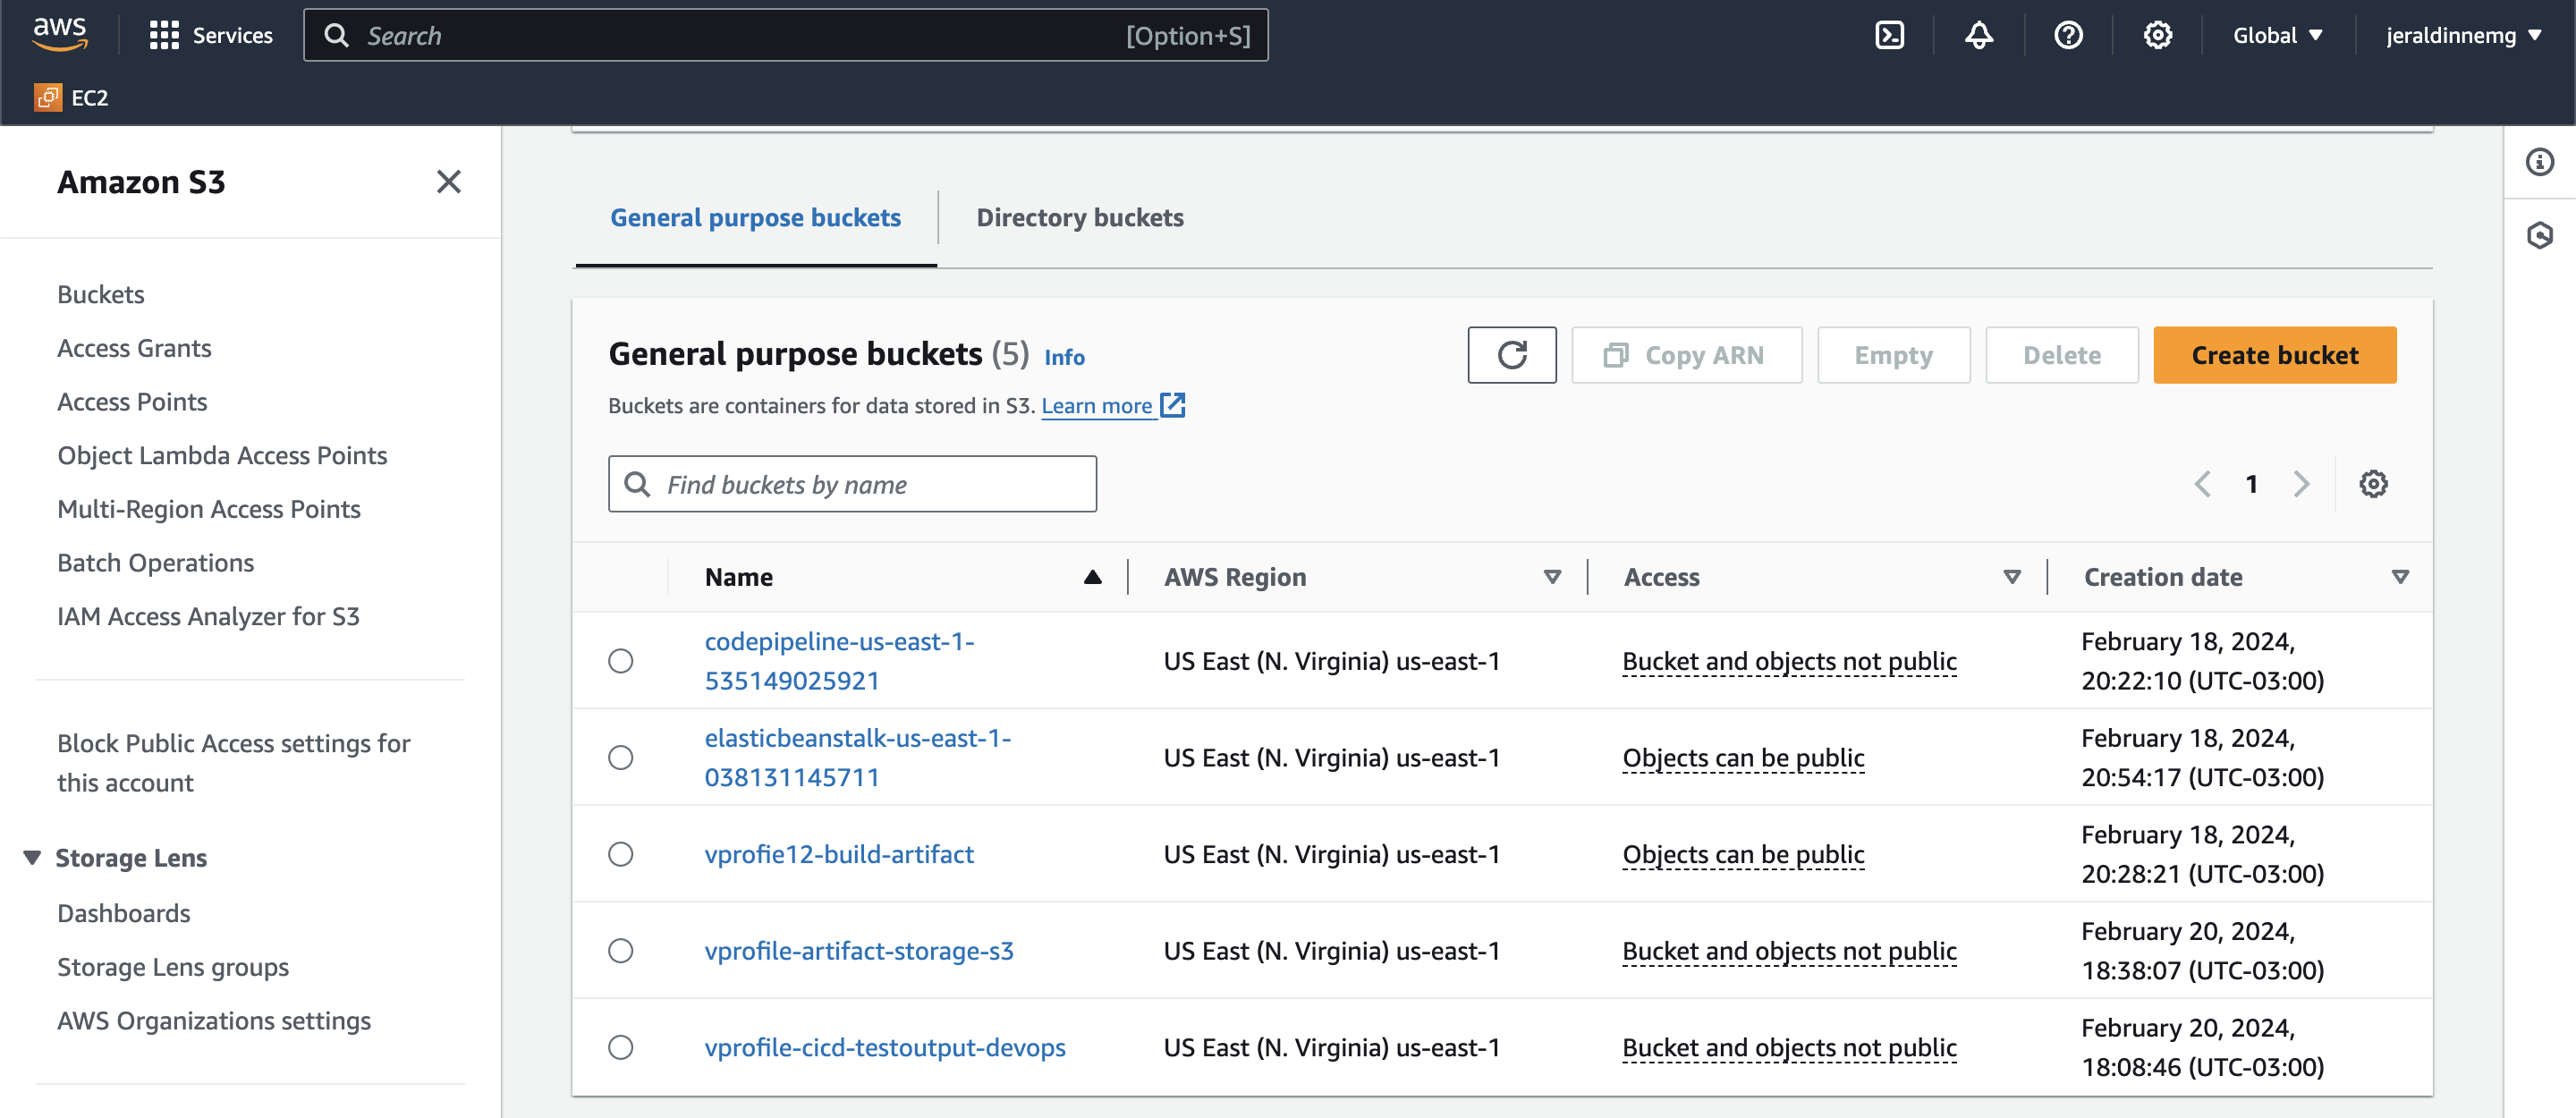 aws
Services
Search
[Option+S]
Global
jeraldinnemg
EC2
Amazon S3
Buckets
Access Grants
Access Points
Object Lambda Access Points
Multi-Region Access Points
Batch Operations
IAM Access Analyzer for S3
Block Public Access settings for
this account
Storage Lens
Dashboards
Storage Lens groups
AWS Organizations settings
General purpose buckets
Directory buckets
General purpose buckets (5) Info
Buckets are containers for data stored in S3. Learn more
Copy ARN
Empty
Delete
Create bucket
Find buckets by name
1
Name
AWS Region
Access
Creation date
codepipeline-us-east-1-
535149025921
US East (N. Virginia) us-east-1
Bucket and objects not public
February 18, 2024,
20:22:10 (UTC-03:00)
elasticbeanstalk-us-east-1-
038131145711
US East (N. Virginia) us-east-1
Objects can be public
February 18, 2024,
20:54:17 (UTC-03:00)
vprofie12-build-artifact
US East (N. Virginia) us-east-1
Objects can be public
February 18, 2024,
20:28:21 (UTC-03:00)
vprofile-artifact-storage-s3
US East (N. Virginia) us-east-1
Bucket and objects not public
February 20, 2024,
18:38:07 (UTC-03:00)
vprofile-cicd-testoutput-devops
US East (N. Virginia) us-east-1
Bucket and objects not public
February 20, 2024,
18:08:46 (UTC-03:00)